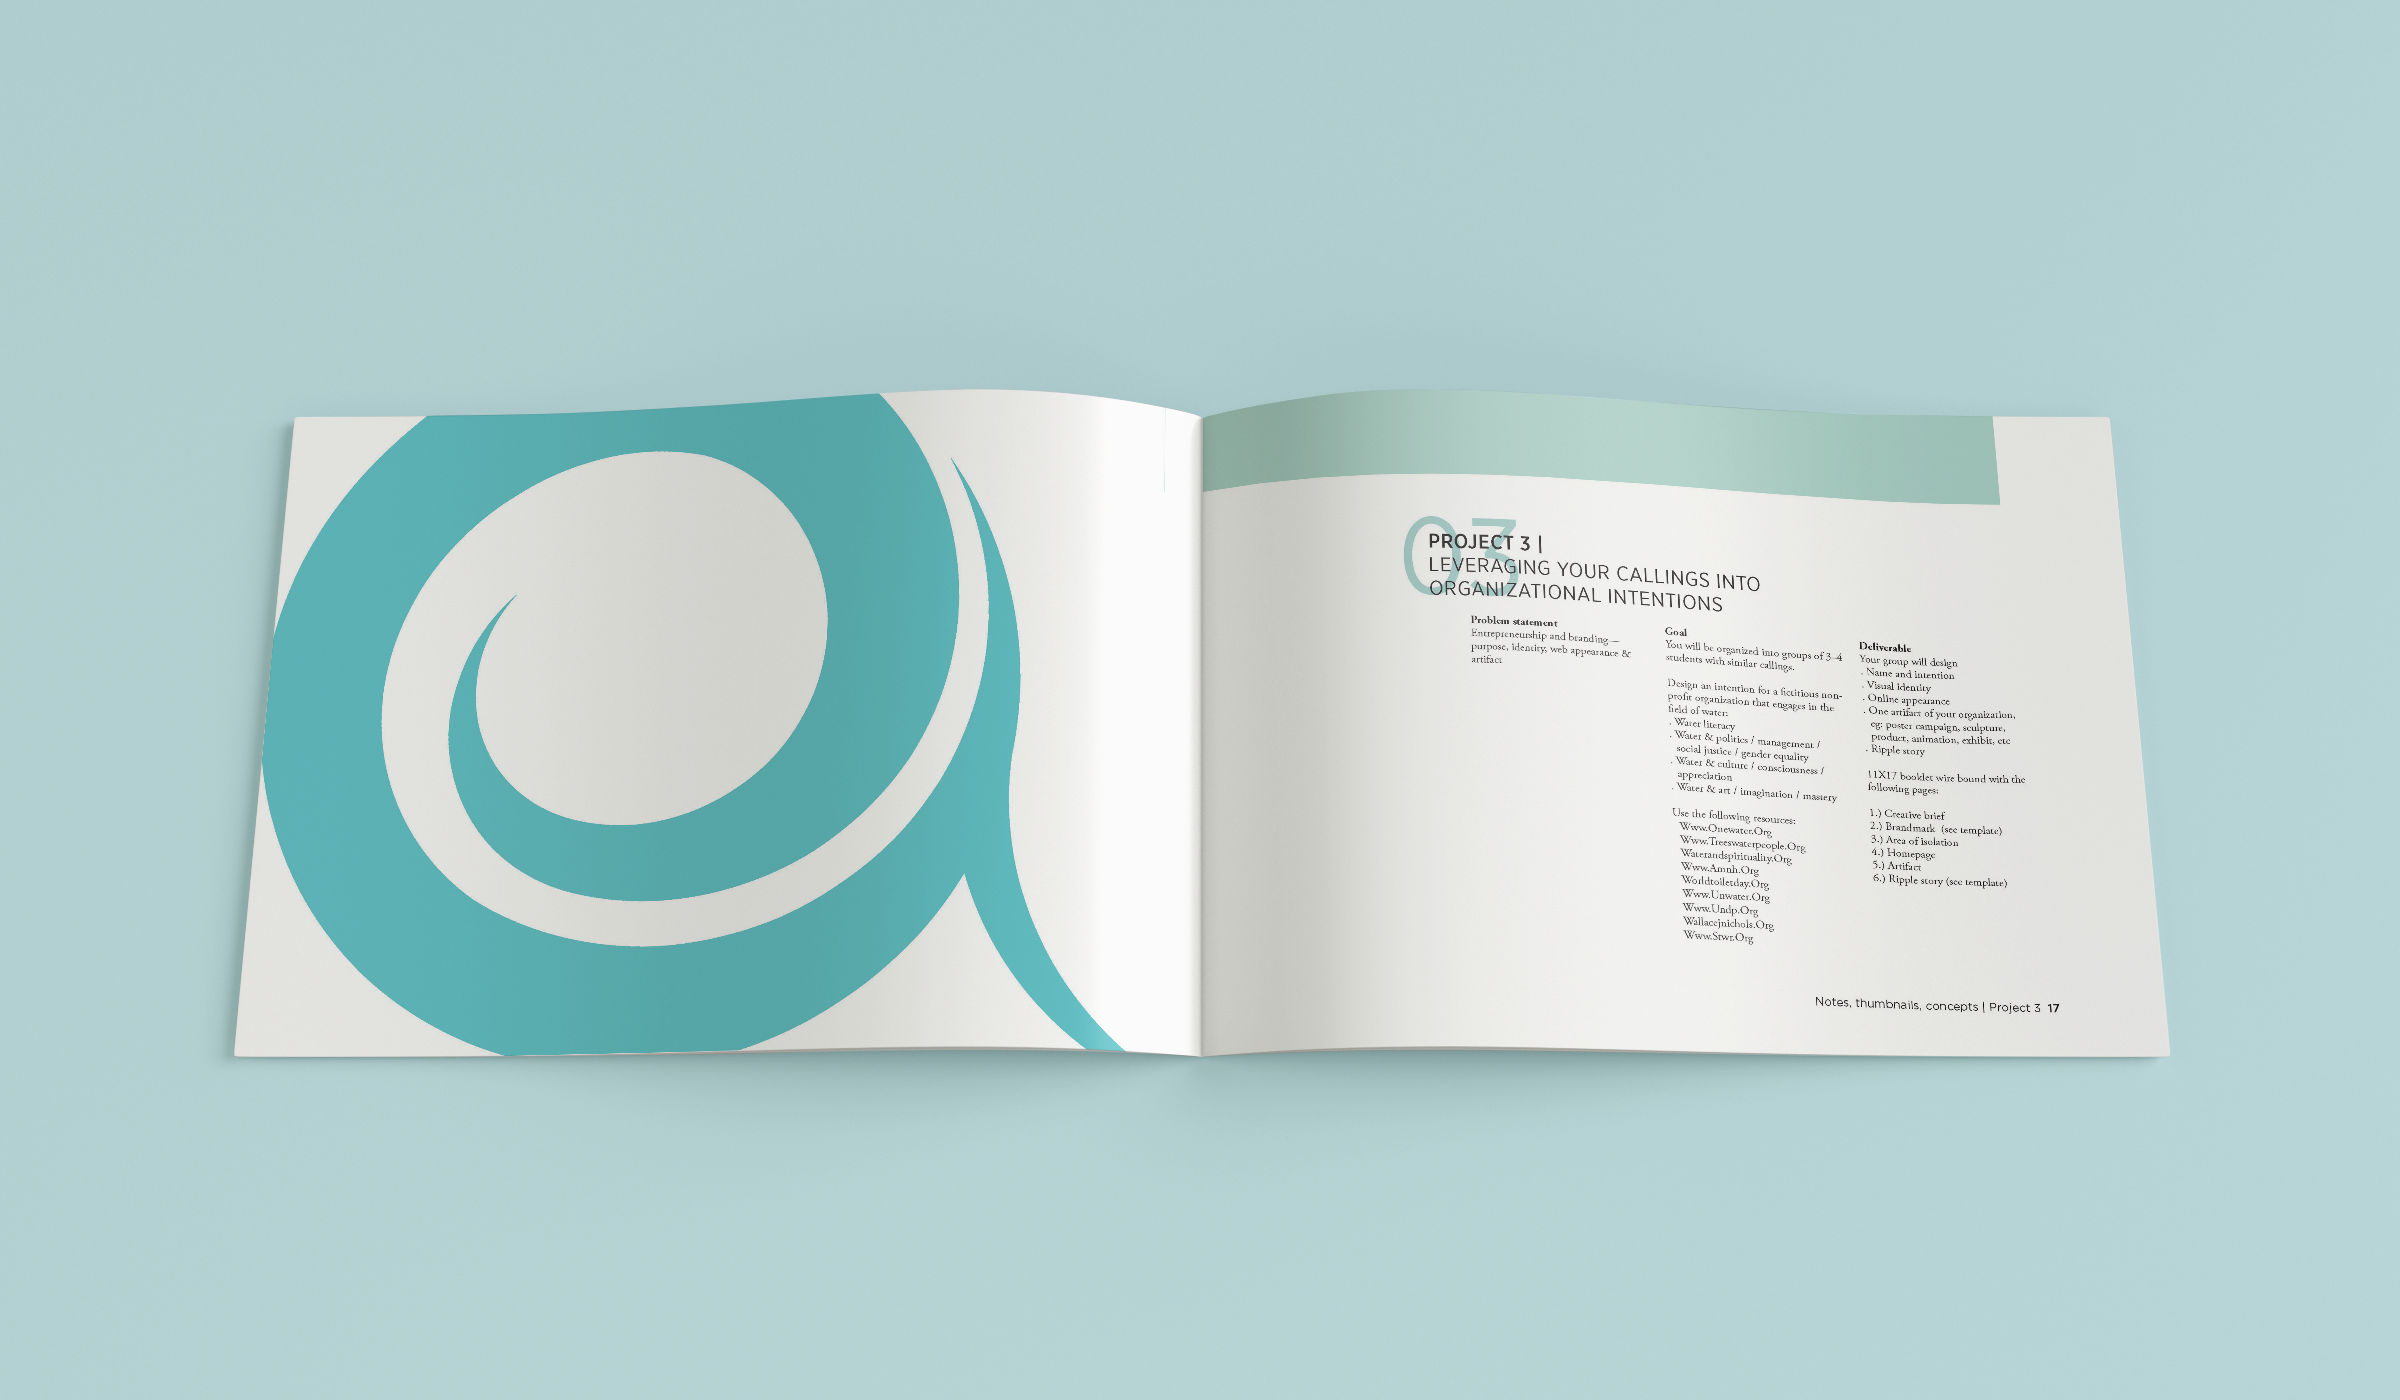 03
PROJECT 3 |
LEVERAGING YOUR CALLINGS INTO
ORGANIZATIONAL INTENTIONS
Problem statement
Entrepreneurship and branding—
purpose, identity, web appearance &
artifact
Goal
You will be organized into groups of 3-4
students with similar callings.
Design an intention for a fictitious non-
profit organization that engages in the
field of water:
. Water literacy
. Water & politics / management /
social justice / gender equality
. Water & culture / consciousness /
appreciation
. Water & art / imagination / mastery
Use the following resources:
Www.Onewater.Org
Www.Treeswaterpeople.Org
Waterandspirituality.Org
Www.Amnh.Org
Worldtoiletday.Org
Www.Unwater.Org
Www.Undp.Org
Wallacejnichols.Org
Www.Stwr.Org
Deliverable
Your group will design
. Name and intention
. Visual identity
. Online appearance
. One artifact of your organization,
eg: poster campaign, sculpture,
product, animation, exhibit, etc
. Ripple story
11X17 booklet wire bound with the
following pages:
1.) Creative brief
2.) Brandmark (see template)
3.) Area of isolation
4.) Homepage
5.) Artifact
6.) Ripple story (see template)
Notes, thumbnails, concepts | Project 3 17